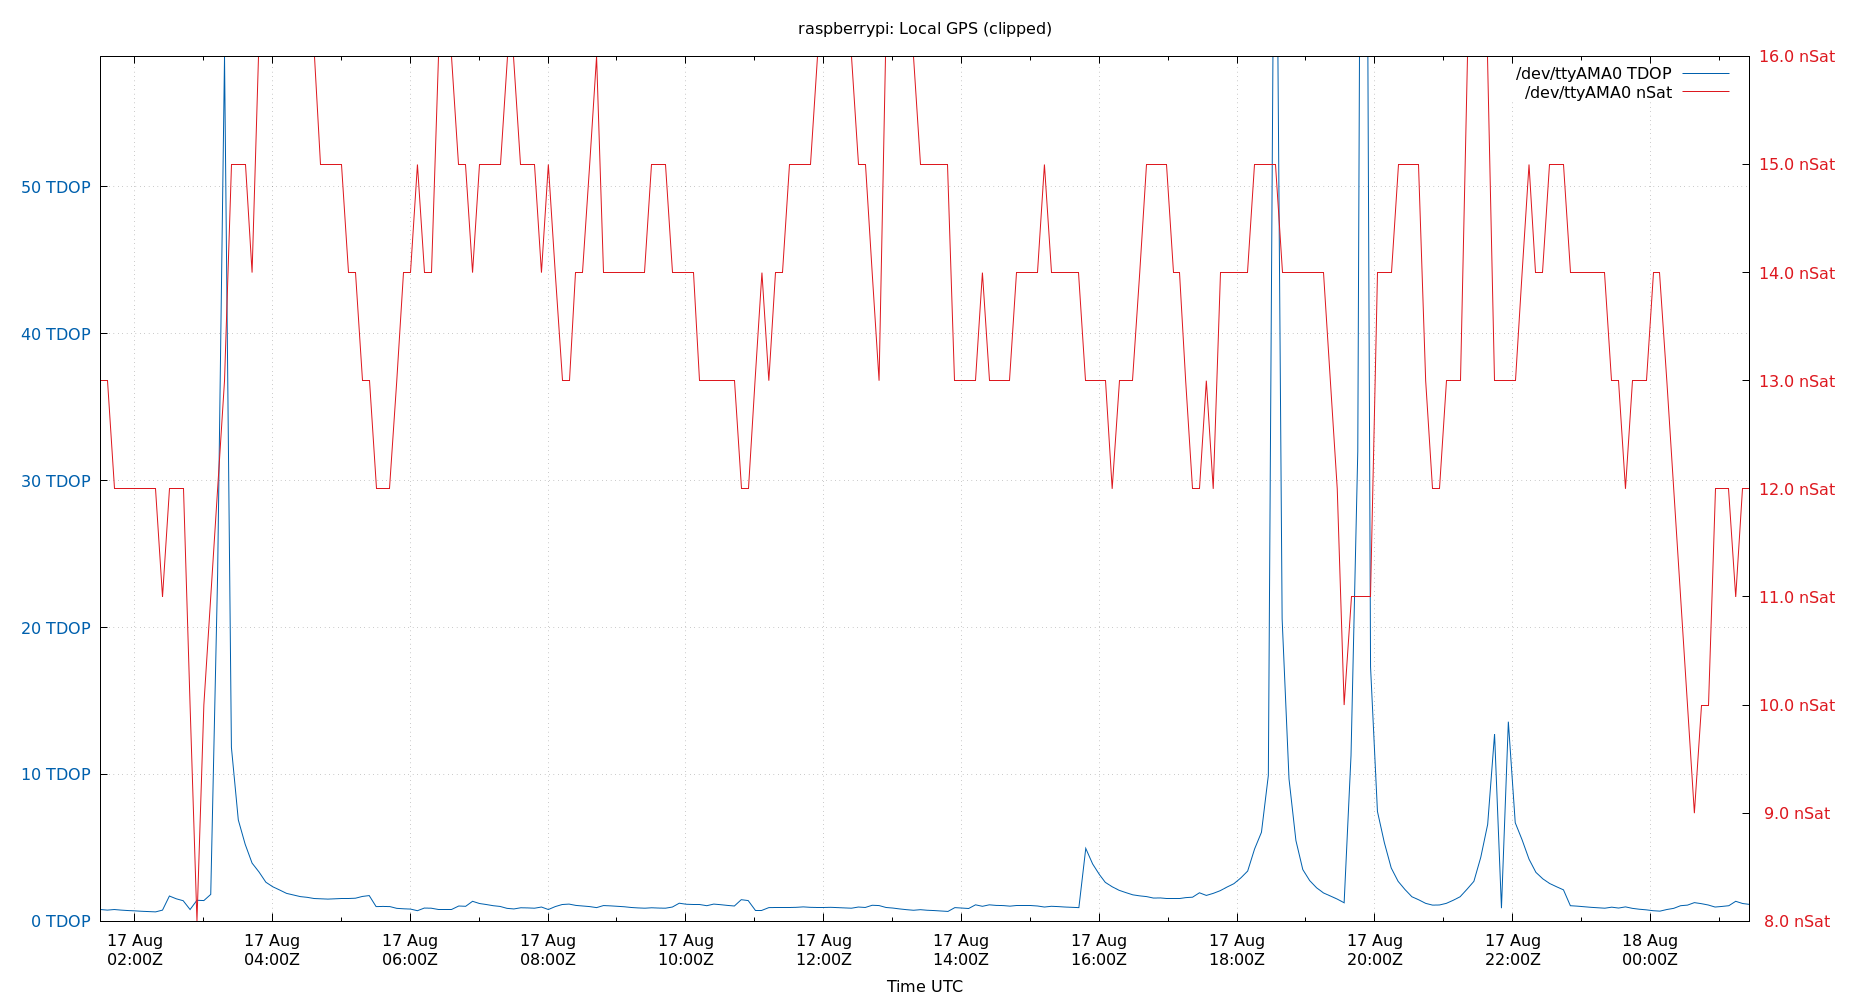 raspberrypi: Local GPS (clipped)
16.0 nSat
/dev/ttyAMA0 TDOP
/dev/ttyAMA0 nSat
15.0 nSat
50 TDOP
14.0 nSat
40 TDOP
13.0 nSat
30 TDOP
12.0 nSat
20 TDOP
11.0 nSat
10.0 nSat
10 TDOP
9.0 nSat
0 TDOP
8.0 nSat
17 Aug 17 Aug 17 Aug 17 Aug 17 Aug 17 Aug 17 Aug 17 Aug 17 Aug 17 Aug 17 Aug 18 Aug
02:00Z 04:00Z 06:00Z 08:00Z 10:00Z 12:00Z 14:00Z 16:00Z 18:00Z 20:00Z 22:00Z 00:00Z
Time UTC